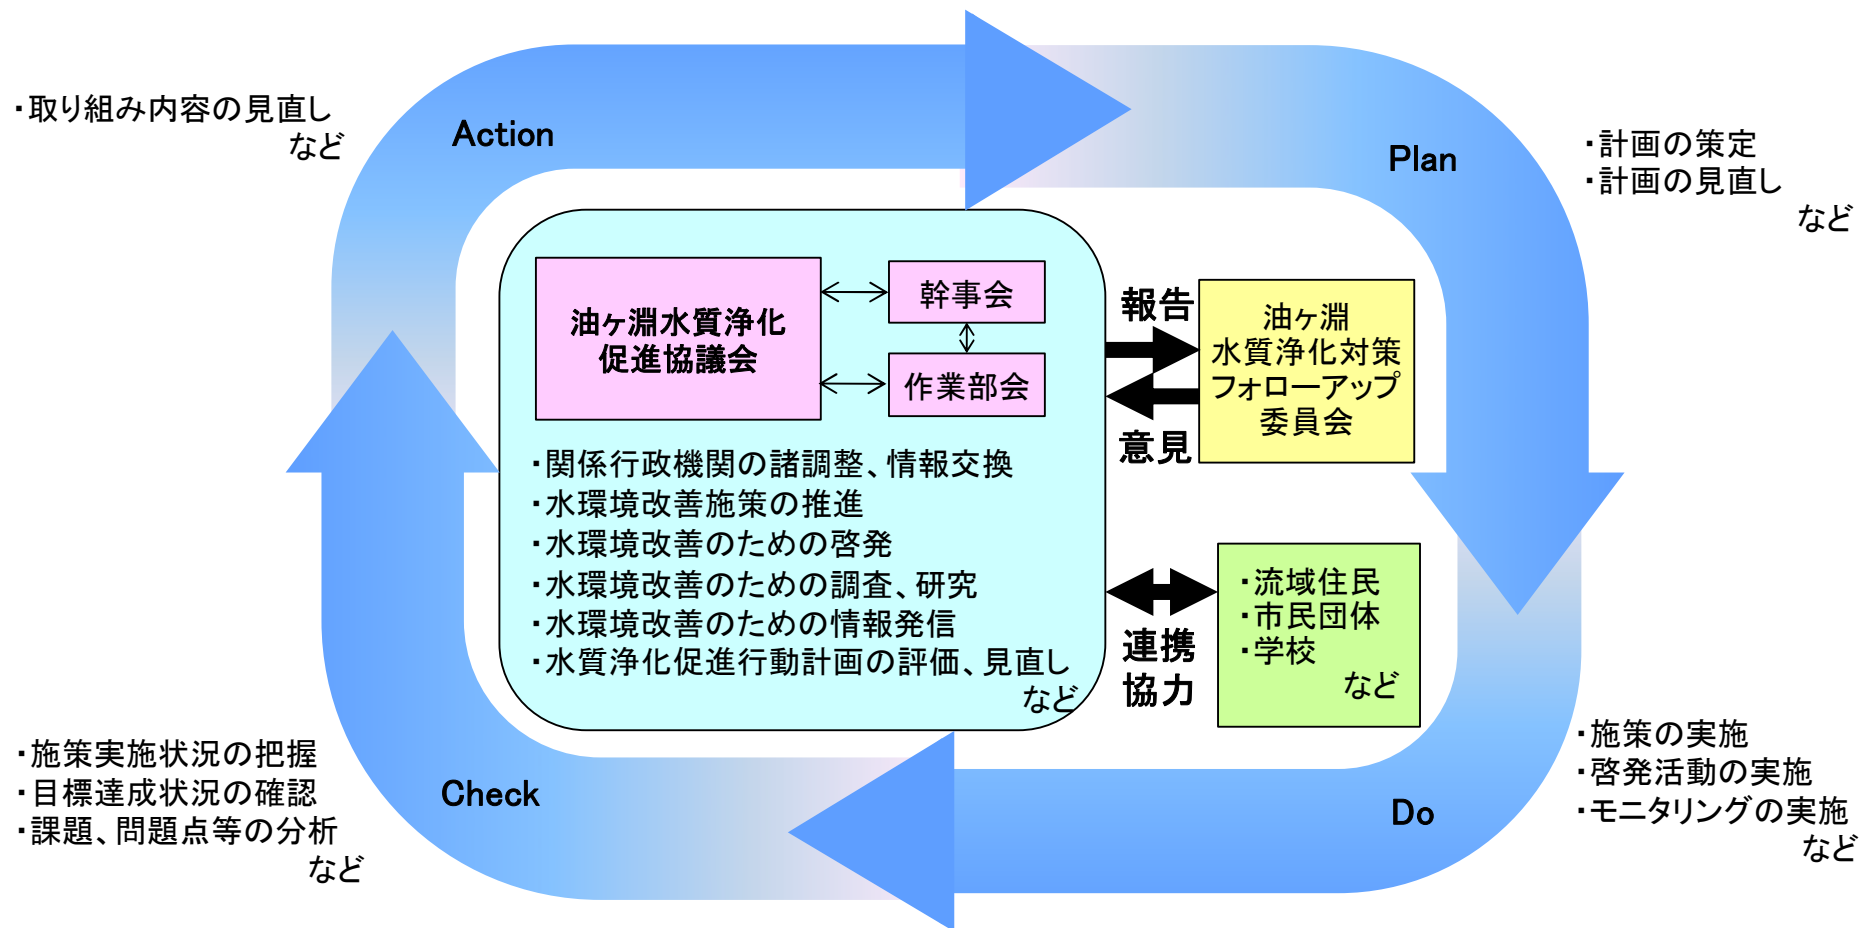 Action
・取り組み内容の見直し
など
Plan
・計画の策定
・計画の見直し
など
油ヶ淵水質浄化
促進協議会
幹事会
作業部会
・関係行政機関の諸調整、情報交換
・水環境改善施策の推進
・水環境改善のための啓発
・水環境改善のための調査、研究
・水環境改善のための情報発信
・水質浄化促進行動計画の評価、見直し
など
報告
意見
油ヶ淵
水質浄化対策
フォローアップ
委員会
連携
協力
・流域住民
・市民団体
・学校
など
Do
・施策の実施
・啓発活動の実施
・モニタリングの実施
など
Check
・施策実施状況の把握
・目標達成状況の確認
・課題、問題点等の分析
など